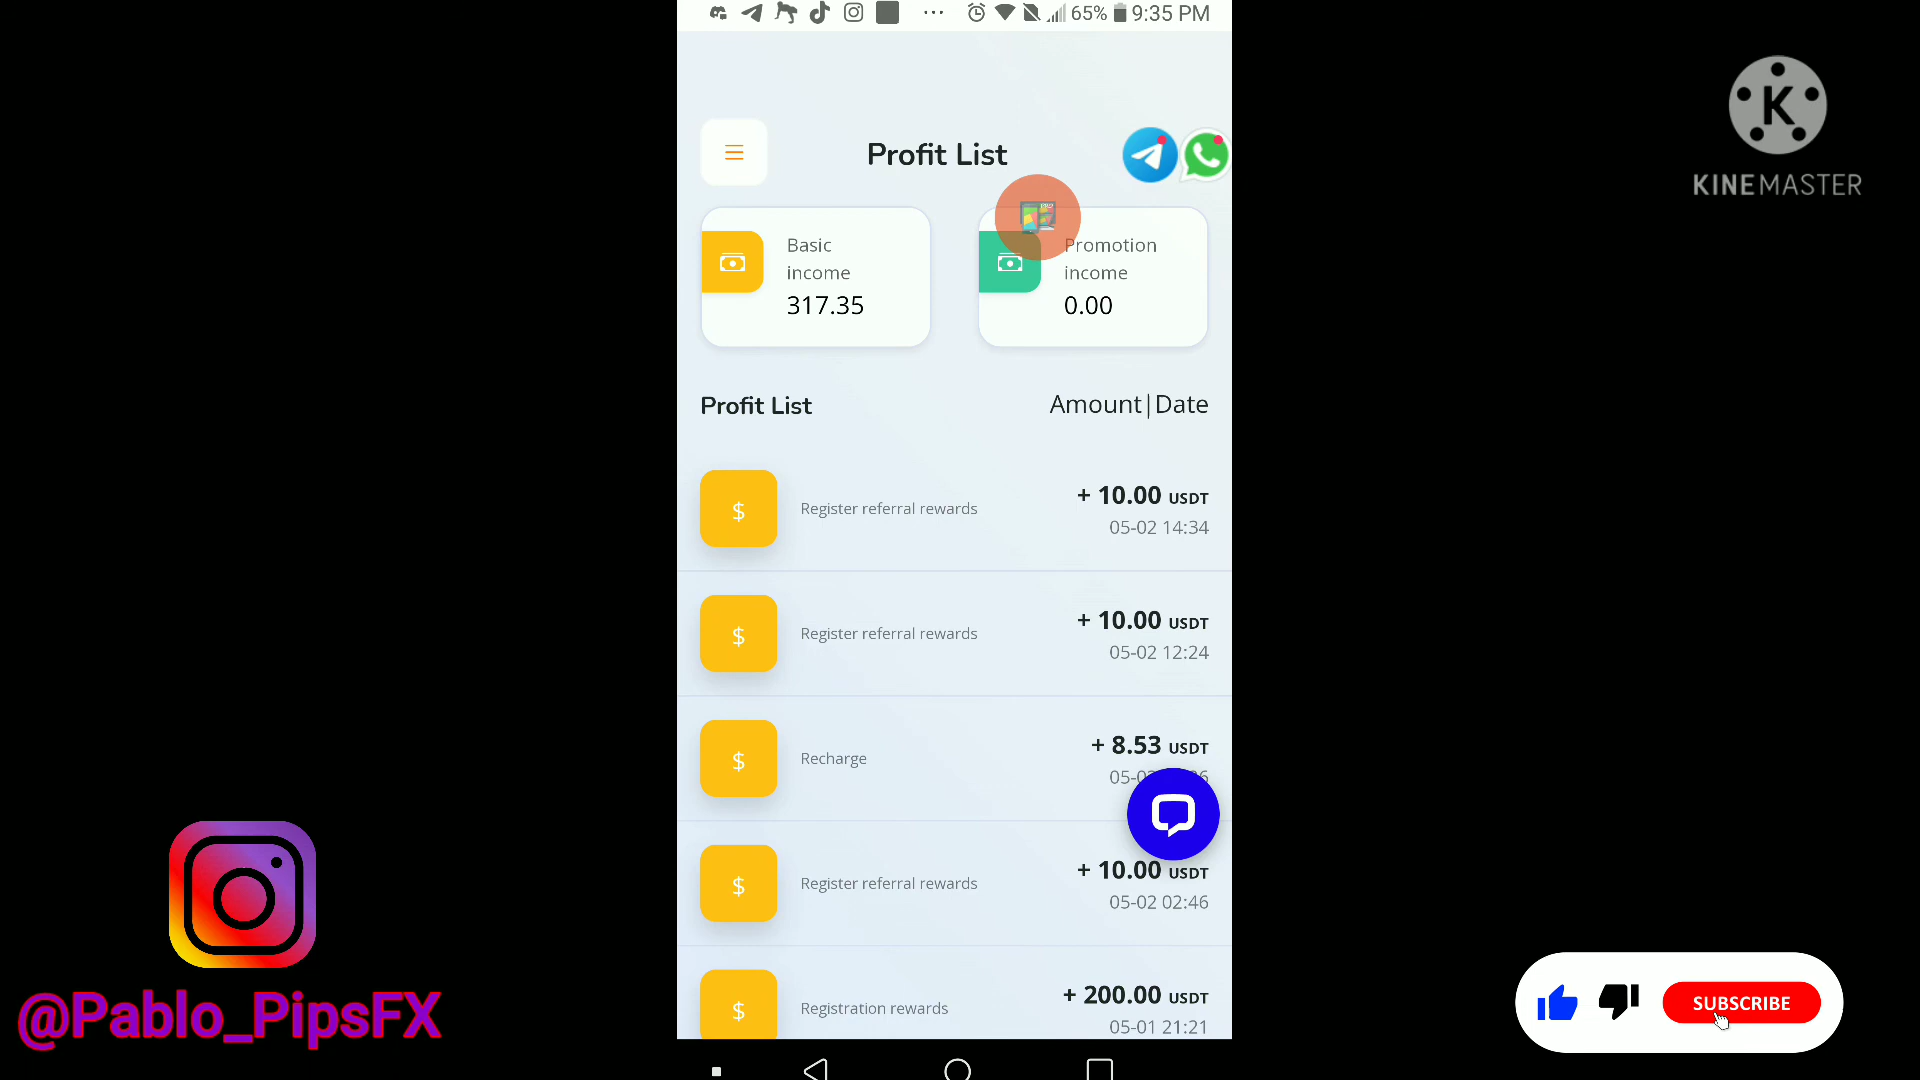 65% 9:35 PM
Profit List
Basic
income
317.35
Promotion
income
0.00
Profit List
Amount|Date
$
Register referral rewards
+ 10.00 USDT
05-02 14:34
$
Register referral rewards
+ 10.00 USDT
05-02 12:24
$
Recharge
+ 8.53 USDT
$
Register referral rewards
+ 10.00 USDT
05-02 02:46
$
Registration rewards
+ 200.00 USDT
05-01 21:21
K
KINEMASTER
@Pablo_PipsFX
SUBSCRIBE